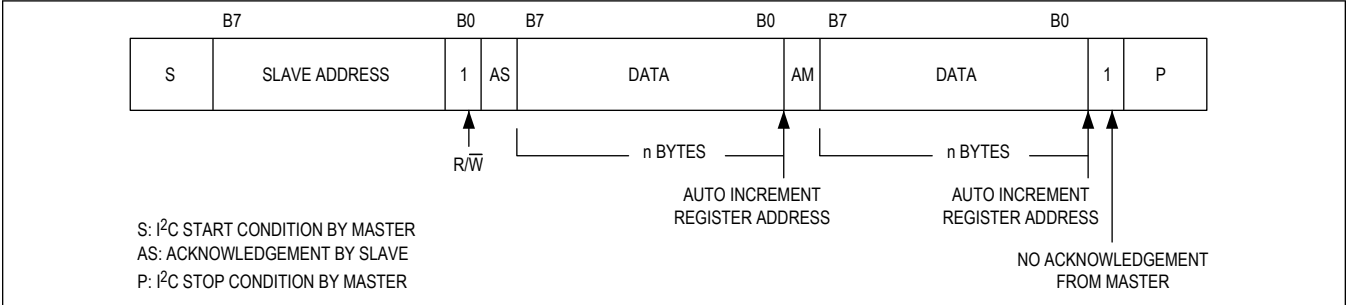 B7 B0 B7 B0 B7 B0
S SLAVE ADDRESS 1 AS DATA AM DATA 1 P
R/W̅
n BYTES n BYTES
AUTO INCREMENT
REGISTER ADDRESS
AUTO INCREMENT
REGISTER ADDRESS
NO ACKNOWLEDGEMENT
FROM MASTER
S: I²C START CONDITION BY MASTER
AS: ACKNOWLEDGEMENT BY SLAVE
P: I²C STOP CONDITION BY MASTER